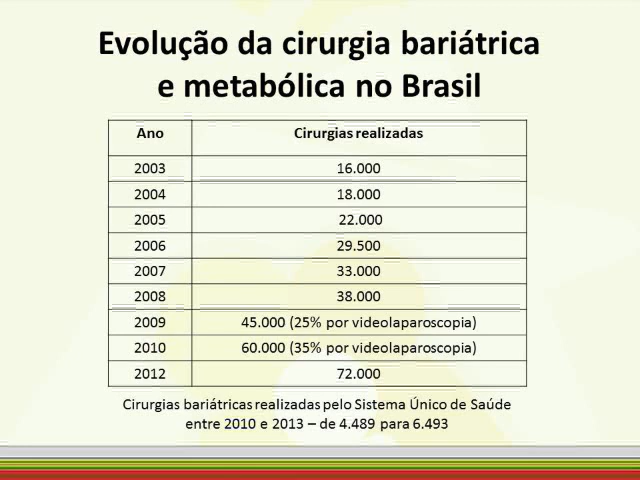 Evolução da cirurgia bariátrica
e metabólica no Brasil
Ano Cirurgias realizadas
2003 16.000
2004 18.000
2005 22.000
2006 29.500
2007 33.000
2008 38.000
2009 45.000 (25% por videolaparoscopia)
2010 60.000 (35% por videolaparoscopia)
2012 72.000
Cirurgias bariátricas realizadas pelo Sistema Único de Saúde
entre 2010 e 2013 – de 4.489 para 6.493